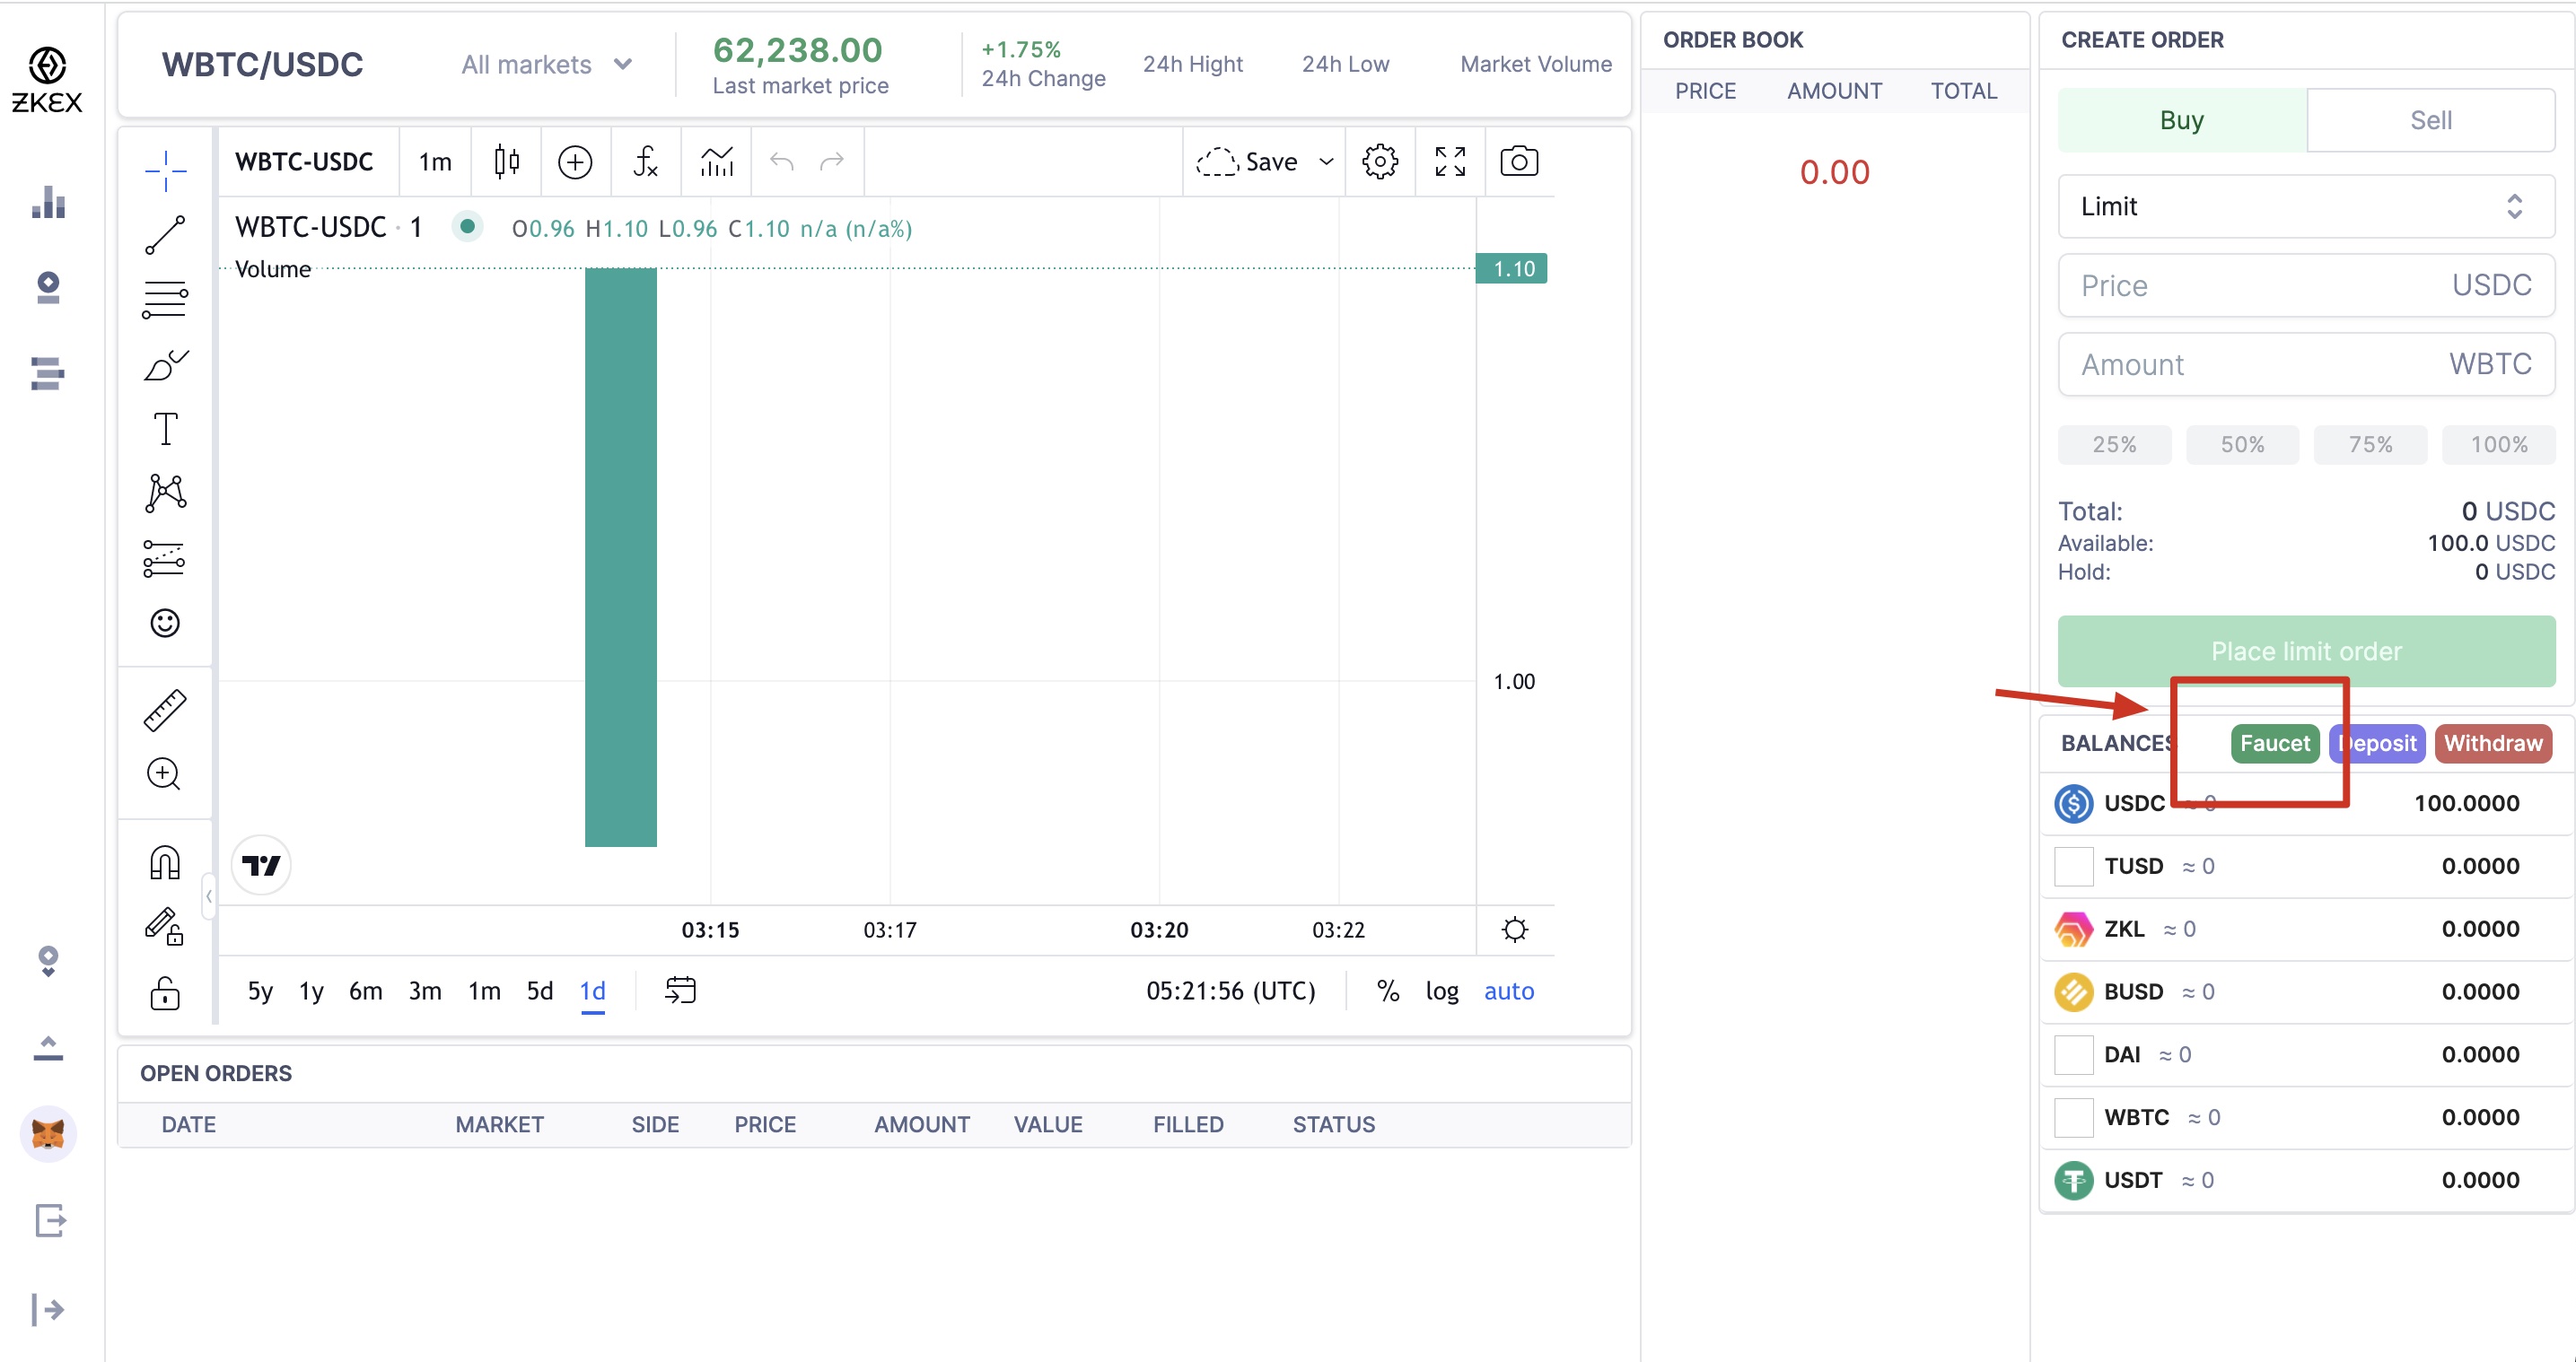 ZKEX
WBTC/USDC
All markets
62,238.00
Last market price
+1.75%
24h Change
24h Hight
24h Low
Market Volume
WBTC-USDC
1m
Save
WBTC-USDC · 1
O0.96 H1.10 L0.96 C1.10 n/a (n/a%)
Volume
1.10
1.00
03:15
03:17
03:20
03:22
5y 1y 6m 3m 1m 5d 1d
05:21:56 (UTC)
% log auto
OPEN ORDERS
DATE MARKET SIDE PRICE AMOUNT VALUE FILLED STATUS
ORDER BOOK
PRICE AMOUNT TOTAL
0.00
CREATE ORDER
Buy
Sell
Limit
Price USDC
Amount WBTC
25% 50% 75% 100%
Total: 0 USDC
Available: 100.0 USDC
Hold: 0 USDC
Place limit order
BALANCES Faucet Deposit Withdraw
USDC ≈ 0 100.0000
TUSD ≈ 0 0.0000
ZKL ≈ 0 0.0000
BUSD ≈ 0 0.0000
DAI ≈ 0 0.0000
WBTC ≈ 0 0.0000
USDT ≈ 0 0.0000